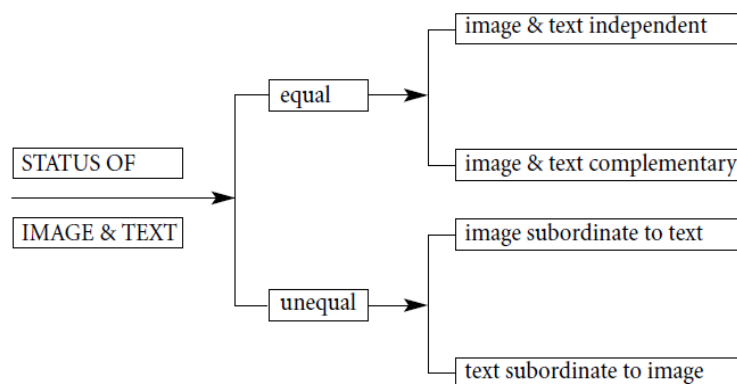 image & text independent
equal
STATUS OF
image & text complementary
IMAGE & TEXT
image subordinate to text
unequal
text subordinate to image